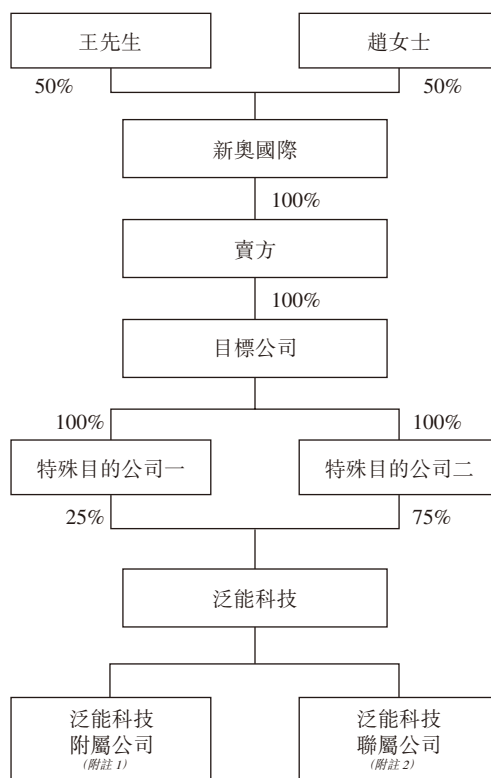 王先生
趙女士
50%
50%
新奧國際
100%
賣方
100%
目標公司
100%
100%
特殊目的公司一
特殊目的公司二
25%
75%
泛能科技
泛能科技
附屬公司
(附註 1)
泛能科技
聯屬公司
(附註 2)